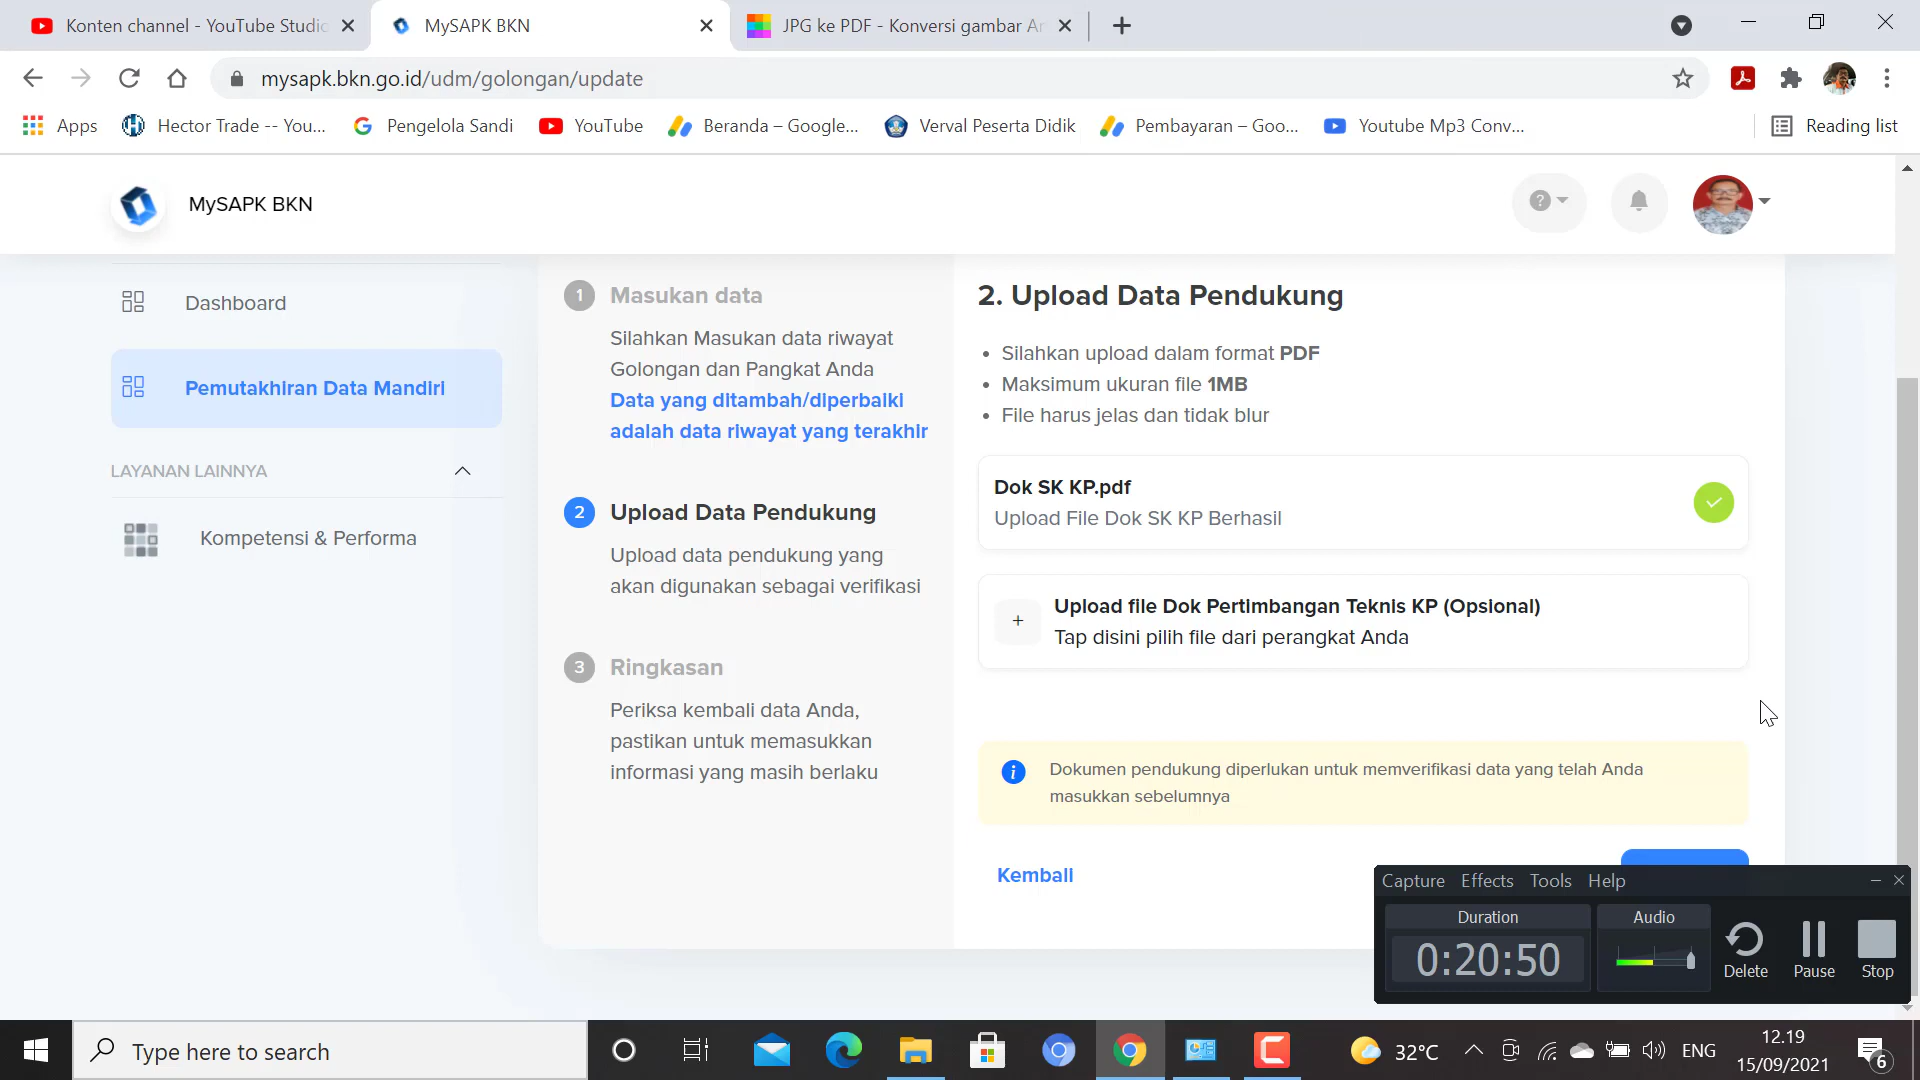 Konten channel - YouTube Studio
MySAPK BKN
JPG ke PDF - Konversi gambar An
mysapk.bkn.go.id/udm/golongan/update
Apps
Hector Trade -- You...
Pengelola Sandi
YouTube
Beranda – Google...
Verval Peserta Didik
Pembayaran – Goo...
Youtube Mp3 Conv...
Reading list
MySAPK BKN
Dashboard
Pemutakhiran Data Mandiri
LAYANAN LAINNYA
Kompetensi & Performa
1 Masukan data
Silahkan Masukan data riwayat
Golongan dan Pangkat Anda
Data yang ditambah/diperbaiki
adalah data riwayat yang terakhir
2 Upload Data Pendukung
Upload data pendukung yang
akan digunakan sebagai verifikasi
3 Ringkasan
Periksa kembali data Anda,
pastikan untuk memasukkan
informasi yang masih berlaku
2. Upload Data Pendukung
• Silahkan upload dalam format PDF
• Maksimum ukuran file 1MB
• File harus jelas dan tidak blur
Dok SK KP.pdf
Upload File Dok SK KP Berhasil
+
Upload file Dok Pertimbangan Teknis KP (Opsional)
Tap disini pilih file dari perangkat Anda
Dokumen pendukung diperlukan untuk memverifikasi data yang telah Anda
masukkan sebelumnya
Kembali
Capture Effects Tools Help
Duration
0:20:50
Audio
Delete
Pause
Stop
Type here to search
32°C
ENG
12.19
15/09/2021
6